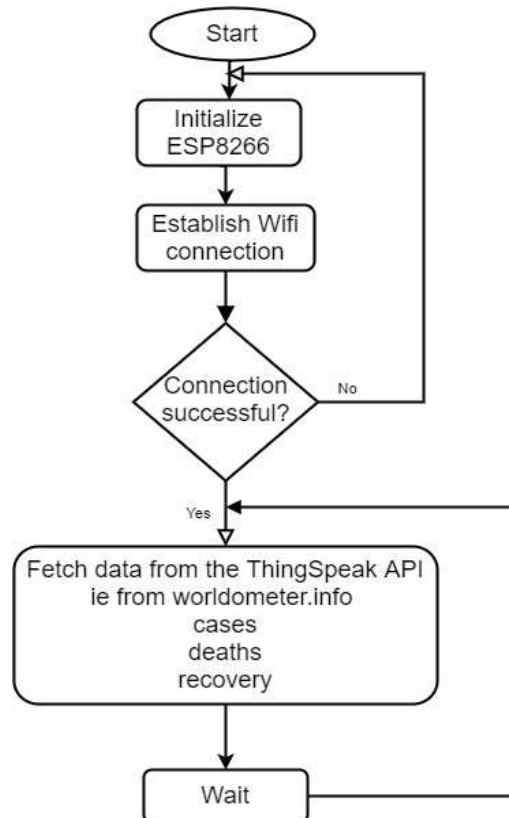 Start
Initialize
ESP8266
Establish Wifi
connection
Connection
successful?
No
Yes
Fetch data from the ThingSpeak API
ie from worldometer.info
cases
deaths
recovery
Wait